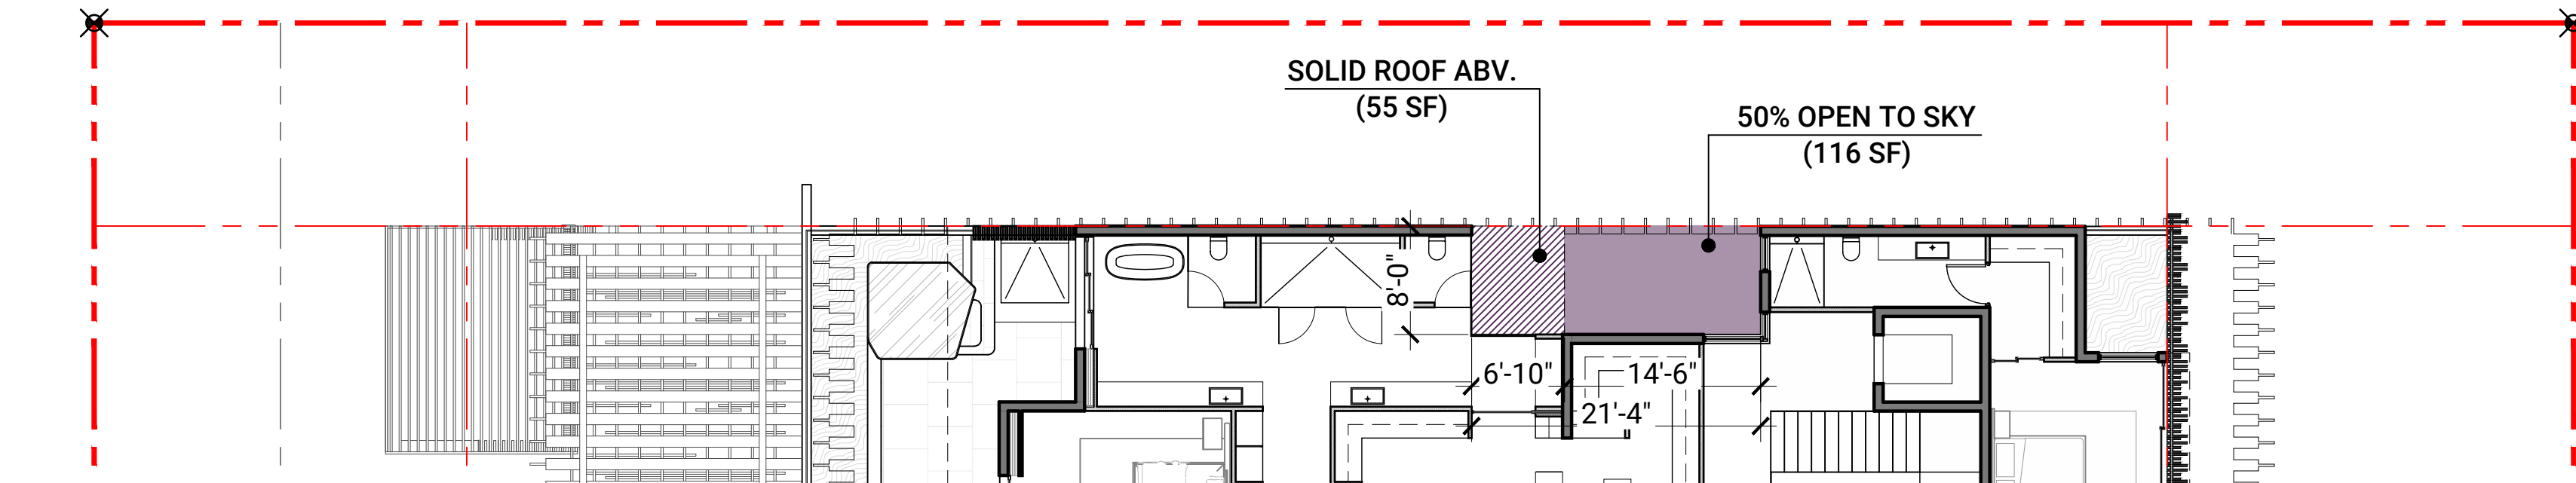 SOLID ROOF ABV.
(55 SF)
50% OPEN TO SKY
(116 SF)
8'-0"
6'-10"
14'-6"
21'-4"